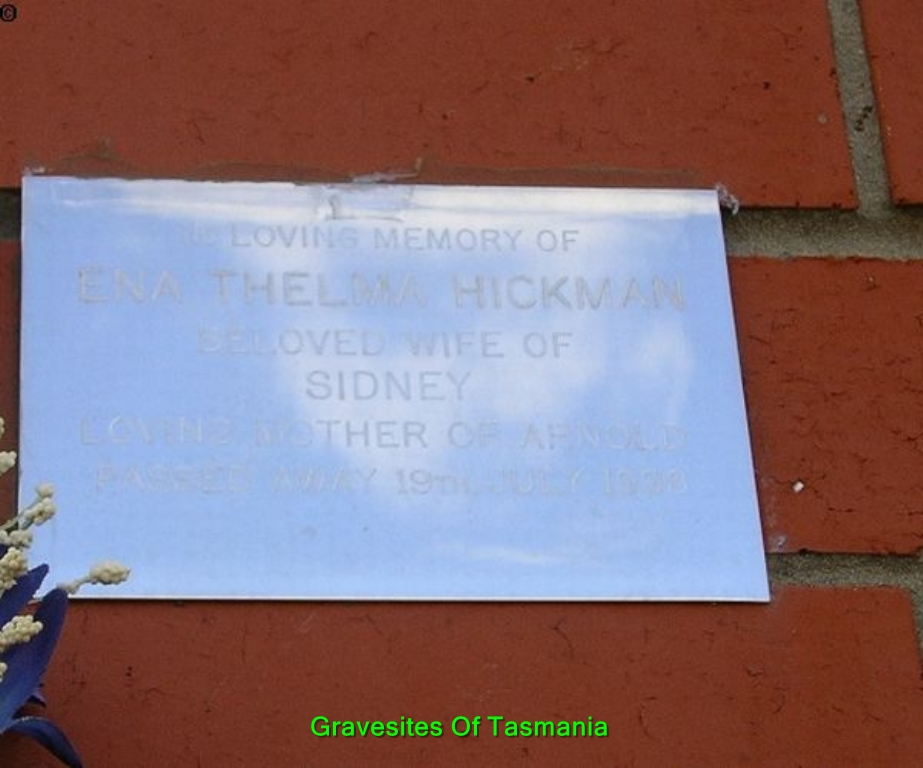 ©
IN LOVING MEMORY OF
ENA THELMA HICKMAN
BELOVED WIFE OF
SIDNEY
LOVING MOTHER OF ARNOLD
PASSED AWAY 19TH JULY
Gravesites Of Tasmania